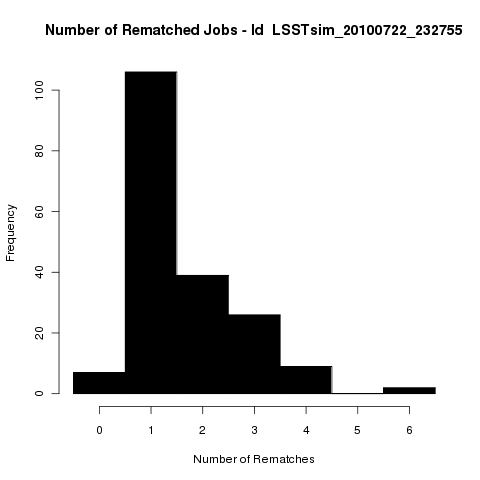 Number of Rematched Jobs - Id  LSSTsim_20100722_232755
Frequency
100
80
60
40
20
0
0 1 2 3 4 5 6
Number of Rematches